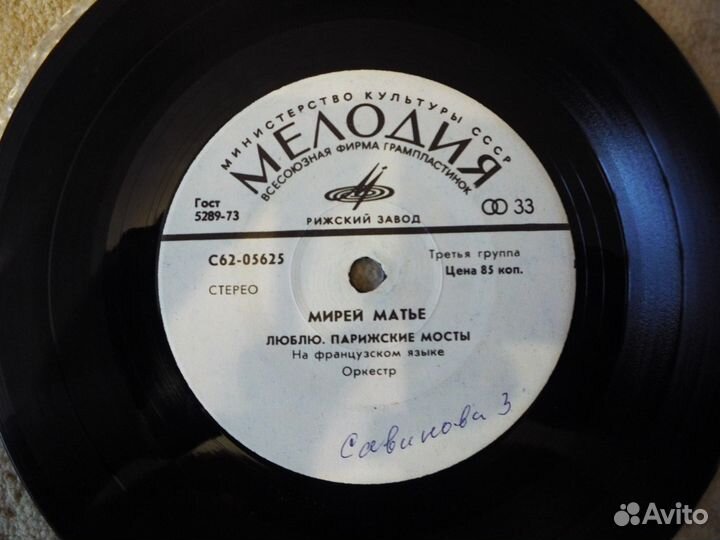 МИНИСТЕРСТВО КУЛЬТУРЫ СССР
МЕЛОДИЯ
ВСЕСОЮЗНАЯ ФИРМА ГРАМПЛАСТИНОК
Гост
5289-73
33
РИЖСКИЙ ЗАВОД
С62-05625
Третья группа
Цена 85 коп.
СТЕРЕО
МИРЕЙ МАТЬЕ
ЛЮБЛЮ. ПАРИЖСКИЕ МОСТЫ
На французском языке
Оркестр
Савинова 3
Avito